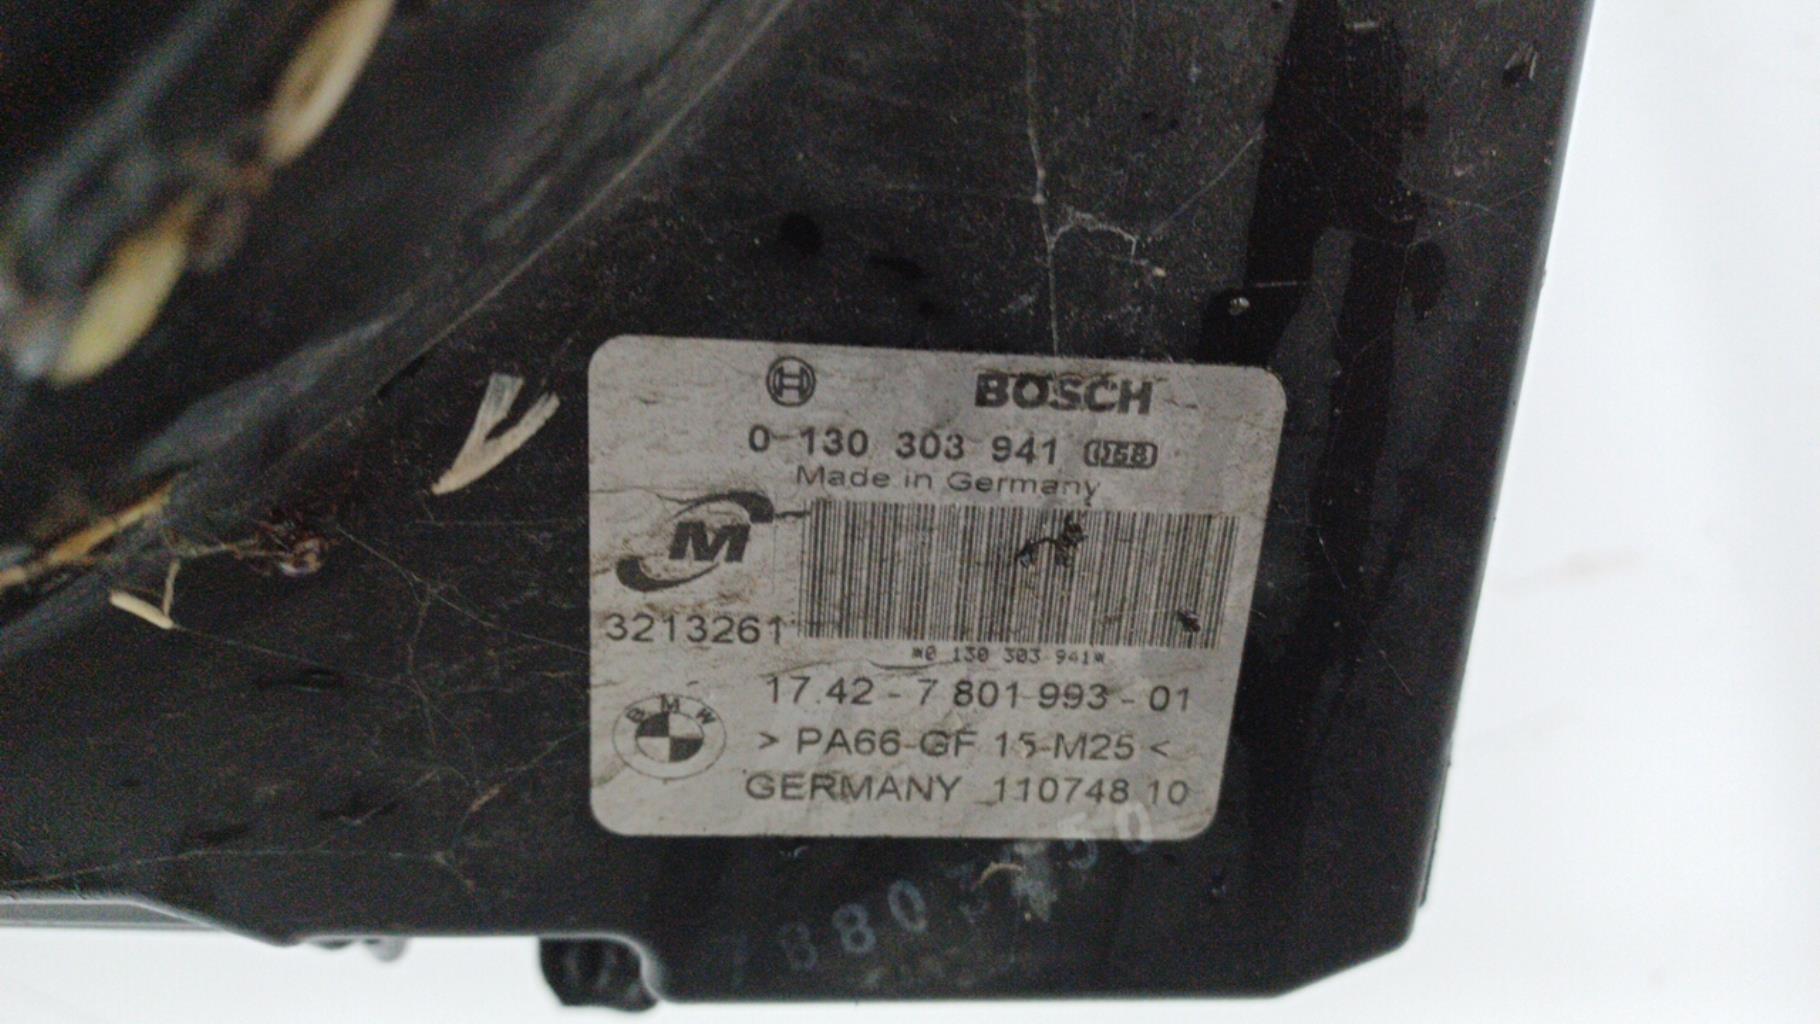 BOSCH
0 130 303 941
Made in Germany
M
3213261
*0 130 303 941*
17.42 - 7 801 993 - 01
BMW
> PA66-GF 15-M25 <
GERMANY 110748 10